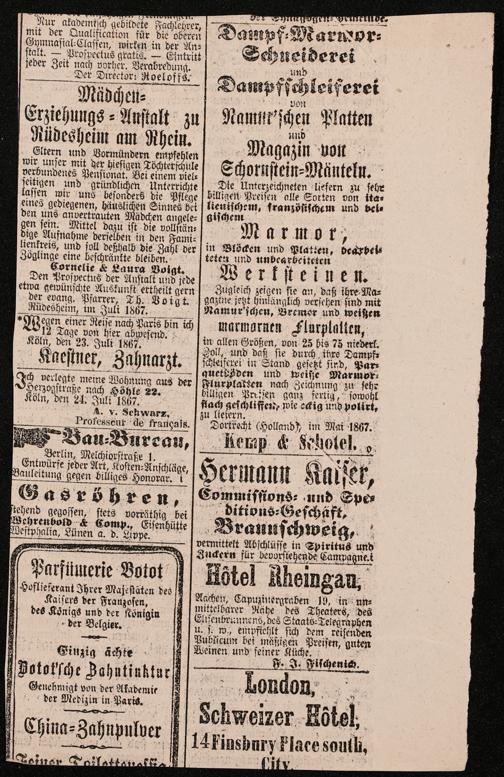 Nur akademisch gebildete Fachlehrer,
mit der Qualification für die oberen
Gymnasial-Classen, wirken in der An-
stalt. — Prospectus gratis. — Eintritt
jeder Zeit nach vorher. Verabredung.
Der Director: Roeloffs.
Mädchen-
Erziehungs-Anstalt zu
Rüdesheim am Rhein.
Eltern und Vormündern empfehlen
wir unser mit der hiesigen Töchterschule
verbundenes Pensionat. Bei einem viel-
seitigen und gründlichen Unterrichte
lassen wir uns besonders die Pflege
eines gediegenen, häuslichen Sinnes bei
den uns anvertrauten Mädchen angele-
gen sein. Mittel dazu ist die vollstän-
dige Aufnahme derselben in den Fami-
lienkreis, und soll deßhalb die Zahl der
Zöglinge eine beschränkte bleiben.
Cornelie & Laura Voigt.
Den Prospectus der Anstalt und jede
etwa gewünschte Auskunft ertheilt gern
der evang. Pfarrer, Th. Voigt.
Rüdesheim, im Juli 1867.
Wegen einer Reise nach Paris bin ich
12 Tage von hier abwesend.
Köln, den 23. Juli 1867.
Kaestner, Zahnarzt.
Ich verlegte meine Wohnung aus der
Herzogstraße nach Höhle 22.
Köln, den 24. Juli 1867.
A. v. Schwarz,
Professeur de français.
Bau-Bureau,
Berlin, Melchiorstraße 1.
Entwürfe jeder Art, Kosten-Anschläge,
Bauleitung gegen billiges Honorar.
Gasröhren,
stehend gegossen, stets vorräthig bei
Wehrenbold & Comp., Eisenhütte
Westphalia, Lünen a. d. Lippe.
Parfümerie Botot
Hoflieferant Ihrer Majestäten des
Kaisers der Franzosen,
des Königs und der Königin
der Belgier.
Einzig ächte
Botot'sche Zahntinktur
Genehmigt von der Akademie
der Medizin in Paris.
China-Zahnpulver
Feiner Toilettenessig
der Synagogen-Gemeinde.
Dampf-Marmor-
Schneiderei
und
Dampfschleiferei
von
Namur'schen Platten
und
Magazin von
Schornstein-Mänteln.
Die Unterzeichneten liefern zu sehr
billigen Preisen alle Sorten von ita-
lienischem, französischem und bel-
gischem
Marmor,
in Blöcken und Platten, bearbei-
teten und unbearbeiteten
Werksteinen.
Zugleich zeigen sie an, daß ihre Ma-
gazine jetzt hinlänglich versehen sind mit
Namur'schen, Bremer und weißen
marmornen Flurplatten,
in allen Größen, von 25 bis 75 niederl.
Zoll, und daß sie durch ihre Dampf-
schleiferei in Stand gesetzt sind, Par-
quetböden und weiße Marmor-
Flurplatten nach Zeichnung zu sehr
billigen Preisen ganz fertig, sowohl
flach geschliffen, wie eckig und polirt,
zu liefern.
Dortrecht (Holland), im Mai 1867.
Kemp & Schotel.
Hermann Kaiser,
Commissions- und Spe-
ditions-Geschäft,
Braunschweig,
vermittelt Abschlüsse in Spiritus und
Zuckern für bevorstehende Campagne.
Hôtel Rheingau,
Aachen, Capuzinergraben 19, in un-
mittelbarer Nähe des Theaters, des
Elisenbrunnens, des Staats-Telegraphen
u. s. w., empfiehlt sich dem reisenden
Publicum bei mäßigen Preisen, guten
Weinen und feiner Küche.
F. J. Fischenich.
London,
Schweizer Hôtel,
14 Finsbury Place south,
City.